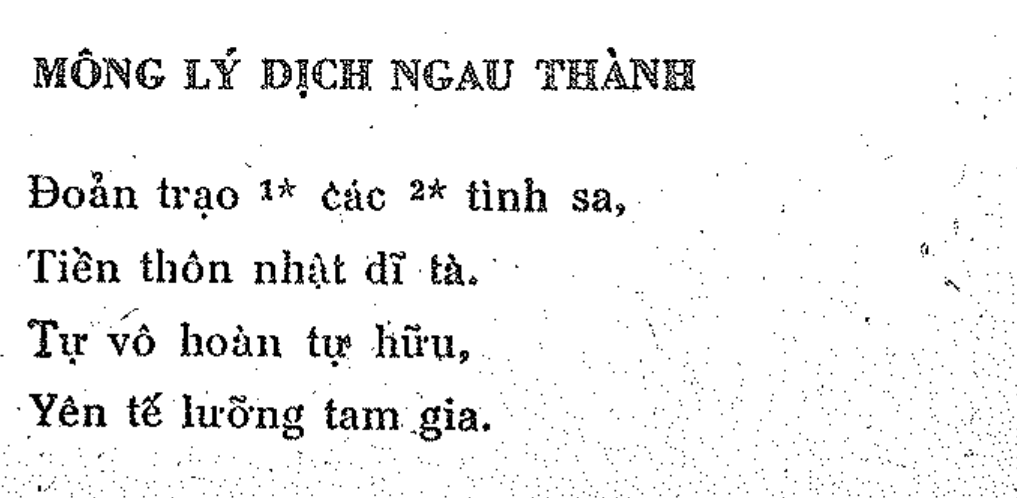 MÔNG LÝ DỊCH NGAU THÀNH
Đoản trạo ¹* các ²* tình sa,
Tiền thôn nhật dĩ tà.
Tự vô hoàn tự hữu,
Yên tế lưỡng tam gia.